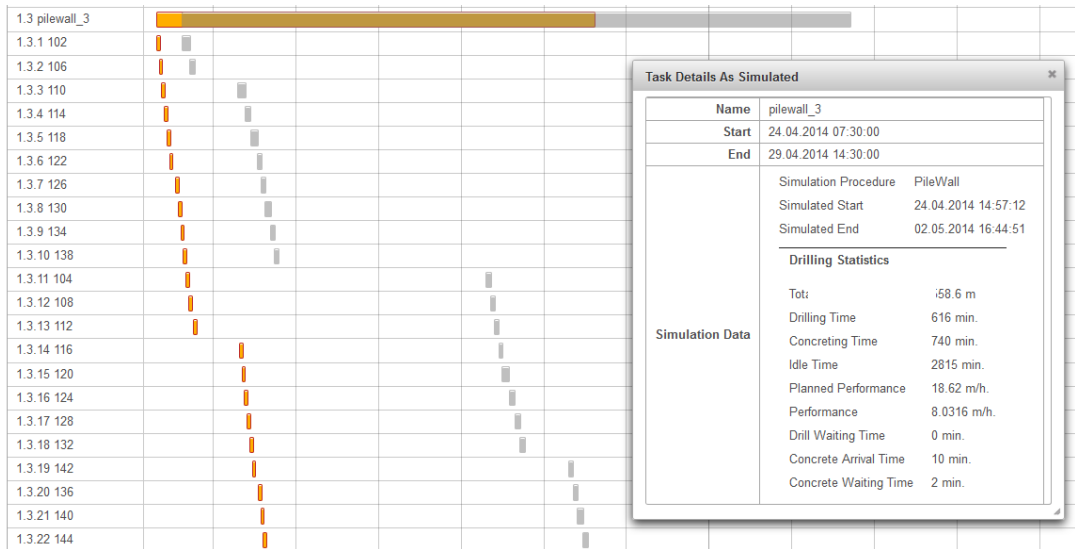 1.3 pilewall_3
1.3.1 102
1.3.2 106
1.3.3 110
1.3.4 114
1.3.5 118
1.3.6 122
1.3.7 126
1.3.8 130
1.3.9 134
1.3.10 138
1.3.11 104
1.3.12 108
1.3.13 112
1.3.14 116
1.3.15 120
1.3.16 124
1.3.17 128
1.3.18 132
1.3.19 142
1.3.20 136
1.3.21 140
1.3.22 144
Task Details As Simulated
Name pilewall_3
Start 24.04.2014 07:30:00
End 29.04.2014 14:30:00
Simulation Data
Simulation Procedure PileWall
Simulated Start 24.04.2014 14:57:12
Simulated End 02.05.2014 16:44:51
Drilling Statistics
m
Drilling Time 616 min.
Concreting Time 740 min.
Idle Time 2815 min.
Planned Performance 18.62 m/h.
Performance 8.0316 m/h.
Drill Waiting Time 0 min.
Concrete Arrival Time 10 min.
Concrete Waiting Time 2 min.